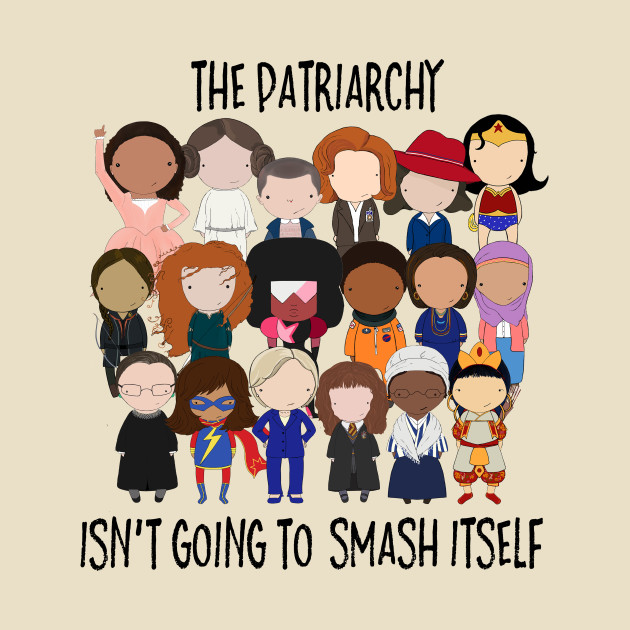 THE PATRIARCHY
ISN'T GOING TO SMASH ITSELF